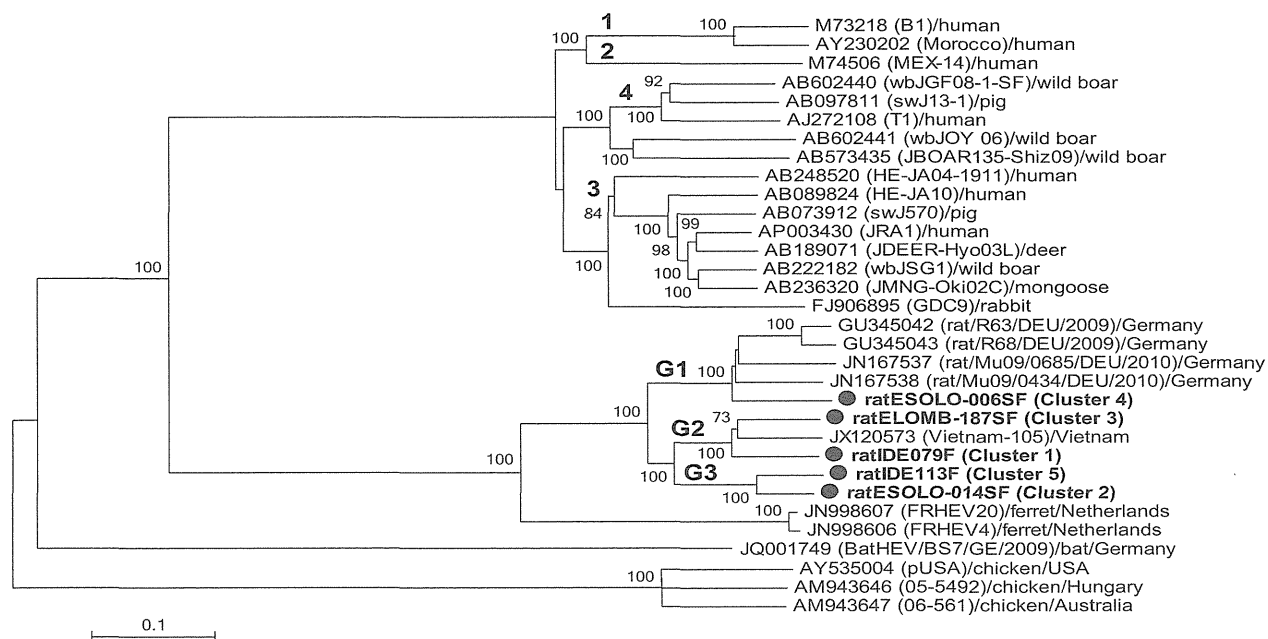 1
100
M73218 (B1)/human
100
AY230202 (Morocco)/human
2
M74506 (MEX-14)/human
92
AB602440 (wbJGF08-1-SF)/wild boar
4
AB097811 (swJ13-1)/pig
100
100
AJ272108 (T1)/human
AB602441 (wbJOY 06)/wild boar
100
AB573435 (JBOAR135-Shiz09)/wild boar
AB248520 (HE-JA04-1911)/human
3
AB089824 (HE-JA10)/human
84
AB073912 (swJ570)/pig
100
99
AP003430 (JRA1)/human
98
AB189071 (JDEER-Hyo03L)/deer
100
100
AB222182 (wbJSG1)/wild boar
100
AB236320 (JMNG-Oki02C)/mongoose
FJ906895 (GDC9)/rabbit
100
100
GU345042 (rat/R63/DEU/2009)/Germany
GU345043 (rat/R68/DEU/2009)/Germany
JN167537 (rat/Mu09/0685/DEU/2010)/Germany
G1
100
JN167538 (rat/Mu09/0434/DEU/2010)/Germany
ratESOLO-006SF (Cluster 4)
100
73
ratELOMB-187SF (Cluster 3)
G2
JX120573 (Vietnam-105)/Vietnam
100
ratIDE079F (Cluster 1)
100
100
G3
ratIDE113F (Cluster 5)
100
ratESOLO-014SF (Cluster 2)
100
JN998607 (FRHEV20)/ferret/Netherlands
JN998606 (FRHEV4)/ferret/Netherlands
JQ001749 (BatHEV/BS7/GE/2009)/bat/Germany
100
AY535004 (pUSA)/chicken/USA
AM943646 (05-5492)/chicken/Hungary
AM943647 (06-561)/chicken/Australia
0.1